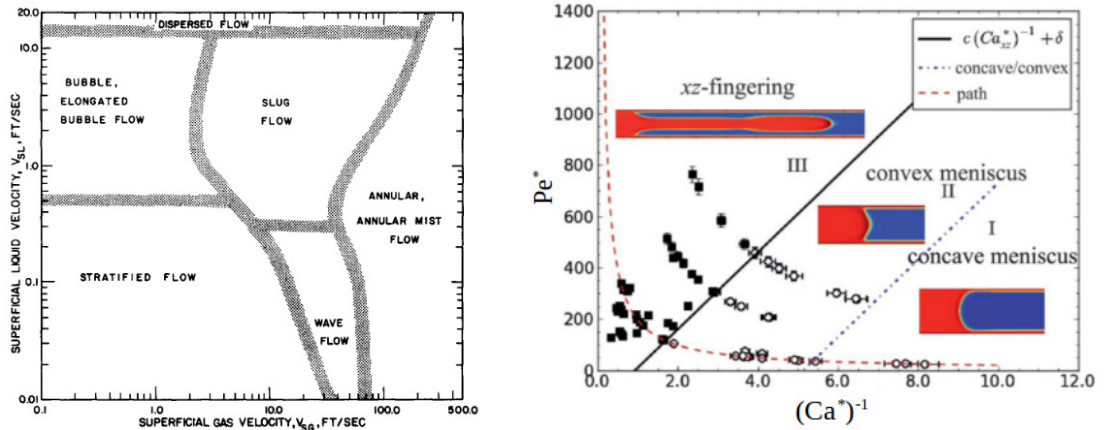 20.0
10.0
1.0
0.1
0.01
SUPERFICIAL LIQUID VELOCITY, VSL, FT/SEC
DISPERSED FLOW
BUBBLE,
ELONGATED
BUBBLE FLOW
SLUG
FLOW
ANNULAR,
ANNULAR MIST
FLOW
STRATIFIED FLOW
WAVE
FLOW
0.1
1.0
10.0
100.0
500.0
SUPERFICIAL GAS VELOCITY, VSG, FT/SEC
1400
1200
1000
800
600
400
200
0
Pe*
c (Ca*xz)-1 + δ
concave/convex
path
xz-fingering
III
convex meniscus
II
I
concave meniscus
0.0
2.0
4.0
6.0
8.0
10.0
12.0
(Ca*)-1